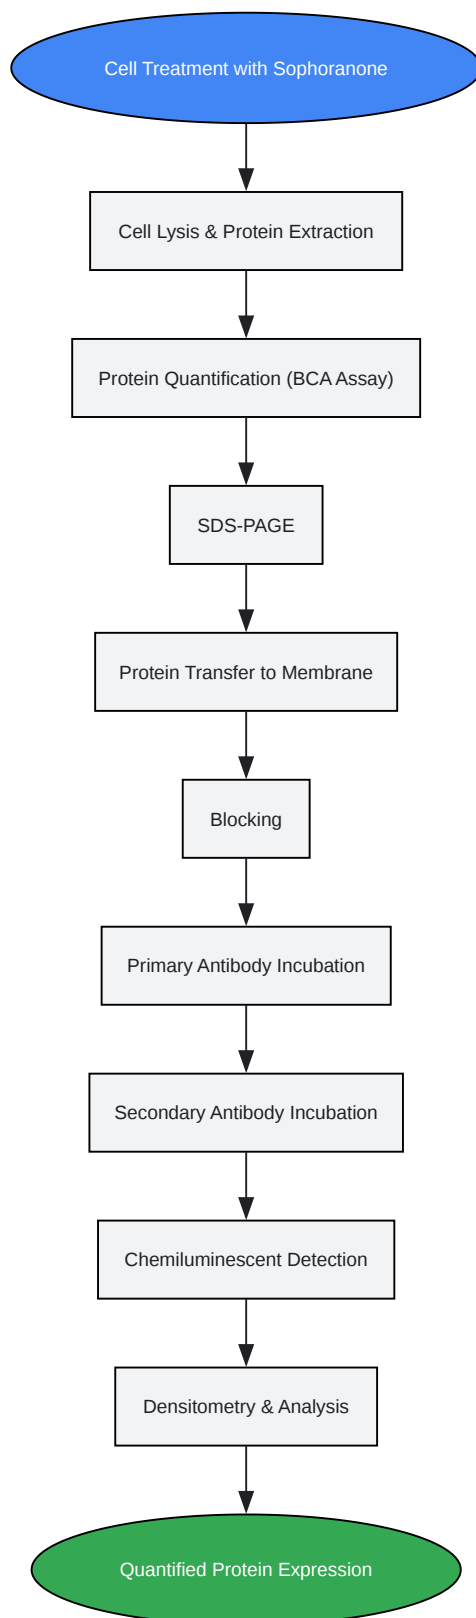 Cell Treatment with Sophoranone
Cell Lysis & Protein Extraction
Protein Quantification (BCA Assay)
SDS-PAGE
Protein Transfer to Membrane
Blocking
Primary Antibody Incubation
Secondary Antibody Incubation
Chemiluminescent Detection
Densitometry & Analysis
Quantified Protein Expression